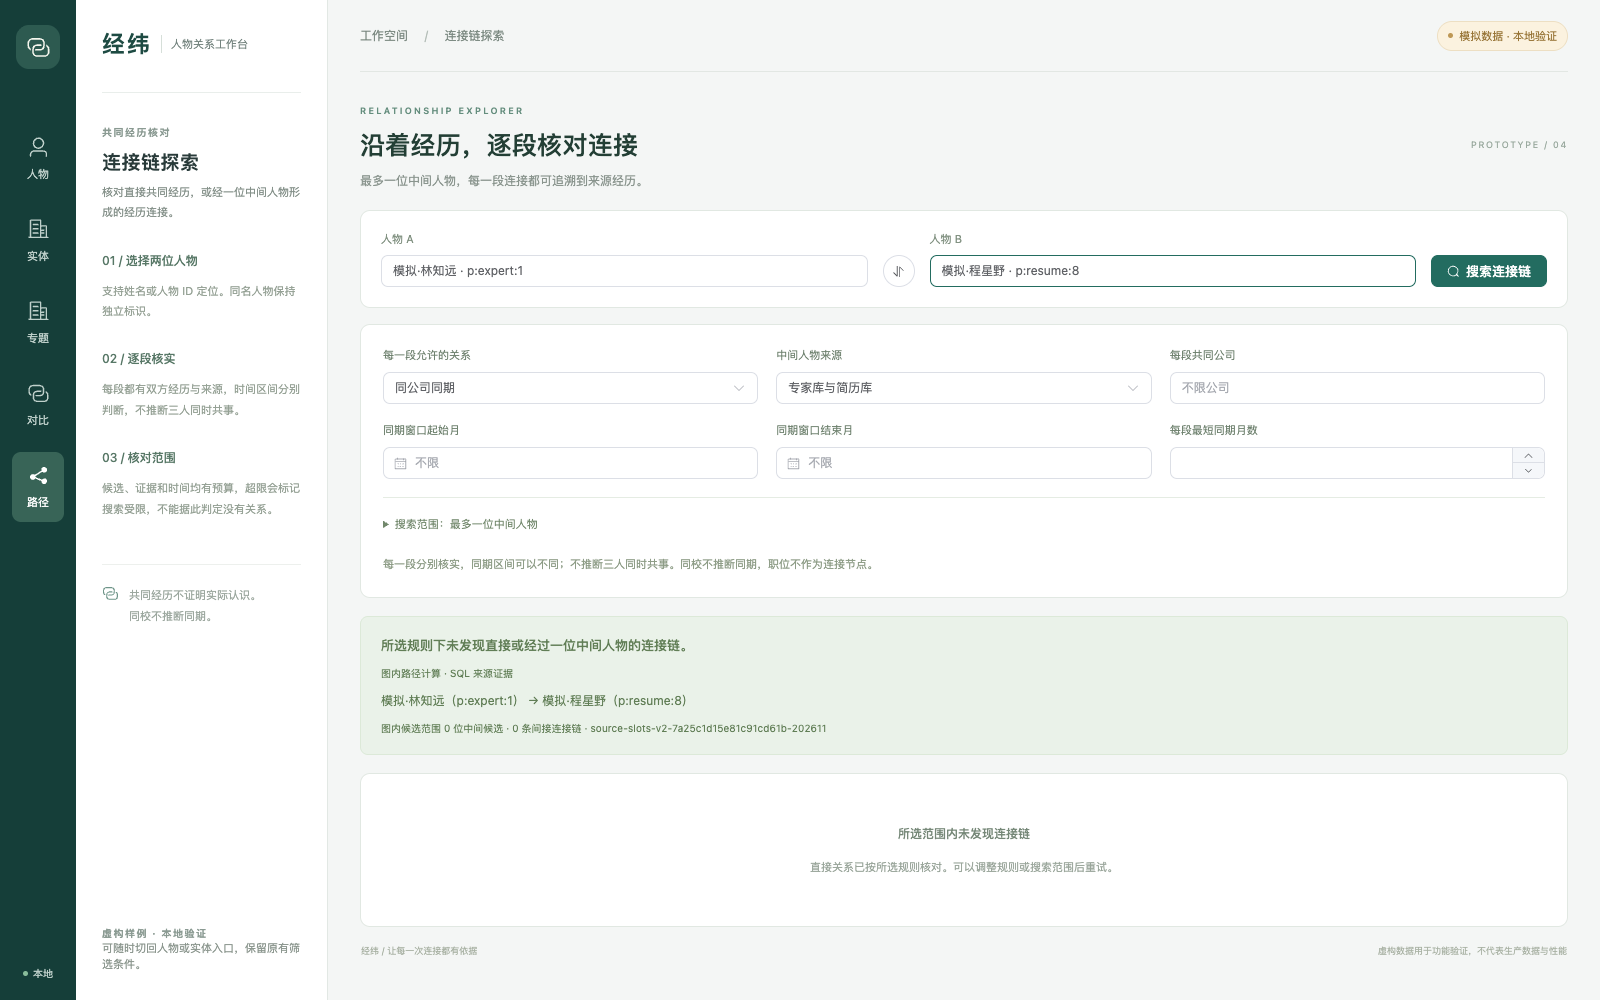 人物
实体
专题
对比
路径
本地
经纬
人物关系工作台
共同经历核对
连接链探索
核对直接共同经历，或经一位中间人物形
成的经历连接。
01 / 选择两位人物
支持姓名或人物 ID 定位。同名人物保持
独立标识。
02 / 逐段核实
每段都有双方经历与来源，时间区间分别
判断，不推断三人同时共事。
03 / 核对范围
候选、证据和时间均有预算，超限会标记
搜索受限，不能据此判定没有关系。
共同经历不证明实际认识。
同校不推断同期。
虚构样例 · 本地验证
可随时切回人物或实体入口，保留原有筛
选条件。
工作空间 / 连接链探索
模拟数据 · 本地验证
RELATIONSHIP EXPLORER
沿着经历，逐段核对连接
PROTOTYPE / 04
最多一位中间人物，每一段连接都可追溯到来源经历。
人物 A
模拟·林知远 · p:expert:1
人物 B
模拟·程星野 · p:resume:8
搜索连接链
每一段允许的关系
同公司同期
中间人物来源
专家库与简历库
每段共同公司
不限公司
同期窗口起始月
不限
同期窗口结束月
不限
每段最短同期月数
搜索范围：最多一位中间人物
每一段分别核实，同期区间可以不同；不推断三人同时共事。同校不推断同期，职位不作为连接节点。
所选规则下未发现直接或经过一位中间人物的连接链。
图内路径计算 · SQL 来源证据
模拟·林知远（p:expert:1） → 模拟·程星野（p:resume:8）
图内候选范围 0 位中间候选 · 0 条间接连接链 · source-slots-v2-7a25c1d15e81c91cd61b-202611
所选范围内未发现连接链
直接关系已按所选规则核对。可以调整规则或搜索范围后重试。
经纬 / 让每一次连接都有依据
虚构数据用于功能验证，不代表生产数据与性能